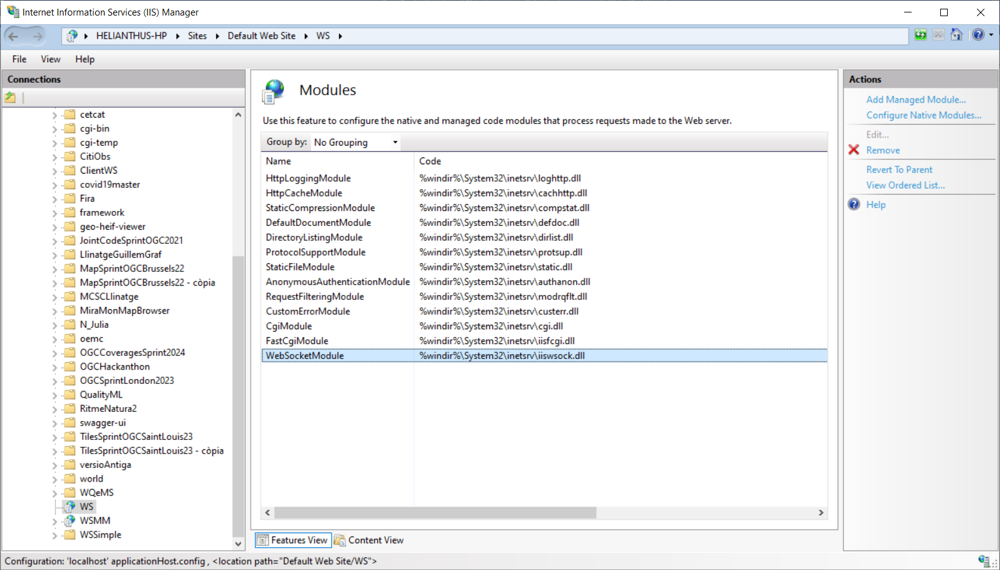 Internet Information Services (IIS) Manager
HELIANTHUS-HP
Sites
Default Web Site
WS
File
View
Help
Connections
cetcat
cgi-bin
cgi-temp
CitiObs
ClientWS
covid19master
Fira
framework
geo-heif-viewer
JointCodeSprintOGC2021
LlinatgeGuillemGraf
MapSprintOGCBrussels22
MapSprintOGCBrussels22 - còpia
MCSCLlinatge
MiraMonMapBrowser
N_Julia
oemc
OGCCoveragesSprint2024
OGCHackanthon
OGCSprintLondon2023
QualityML
RitmeNatura2
swagger-ui
TilesSprintOGCSaintLouis23
TilesSprintOGCSaintLouis23 - còpia
versioAntiga
world
WQeMS
WS
WSMM
WSSimple
Modules
Use this feature to configure the native and managed code modules that process requests made to the Web server.
Group by: No Grouping
Name Code
HttpLoggingModule %windir%\System32\inetsrv\loghttp.dll
HttpCacheModule %windir%\System32\inetsrv\cachhttp.dll
StaticCompressionModule %windir%\System32\inetsrv\compstat.dll
DefaultDocumentModule %windir%\System32\inetsrv\defdoc.dll
DirectoryListingModule %windir%\System32\inetsrv\dirlist.dll
ProtocolSupportModule %windir%\System32\inetsrv\protsup.dll
StaticFileModule %windir%\System32\inetsrv\static.dll
AnonymousAuthenticationModule %windir%\System32\inetsrv\authanon.dll
RequestFilteringModule %windir%\System32\inetsrv\modrqflt.dll
CustomErrorModule %windir%\System32\inetsrv\custerr.dll
CgiModule %windir%\System32\inetsrv\cgi.dll
FastCgiModule %windir%\System32\inetsrv\iisfcgi.dll
WebSocketModule %windir%\System32\inetsrv\iiswsock.dll
Features View
Content View
Actions
Add Managed Module...
Configure Native Modules...
Edit...
Remove
Revert To Parent
View Ordered List...
Help
Configuration: 'localhost' applicationHost.config , <location path="Default Web Site/WS">